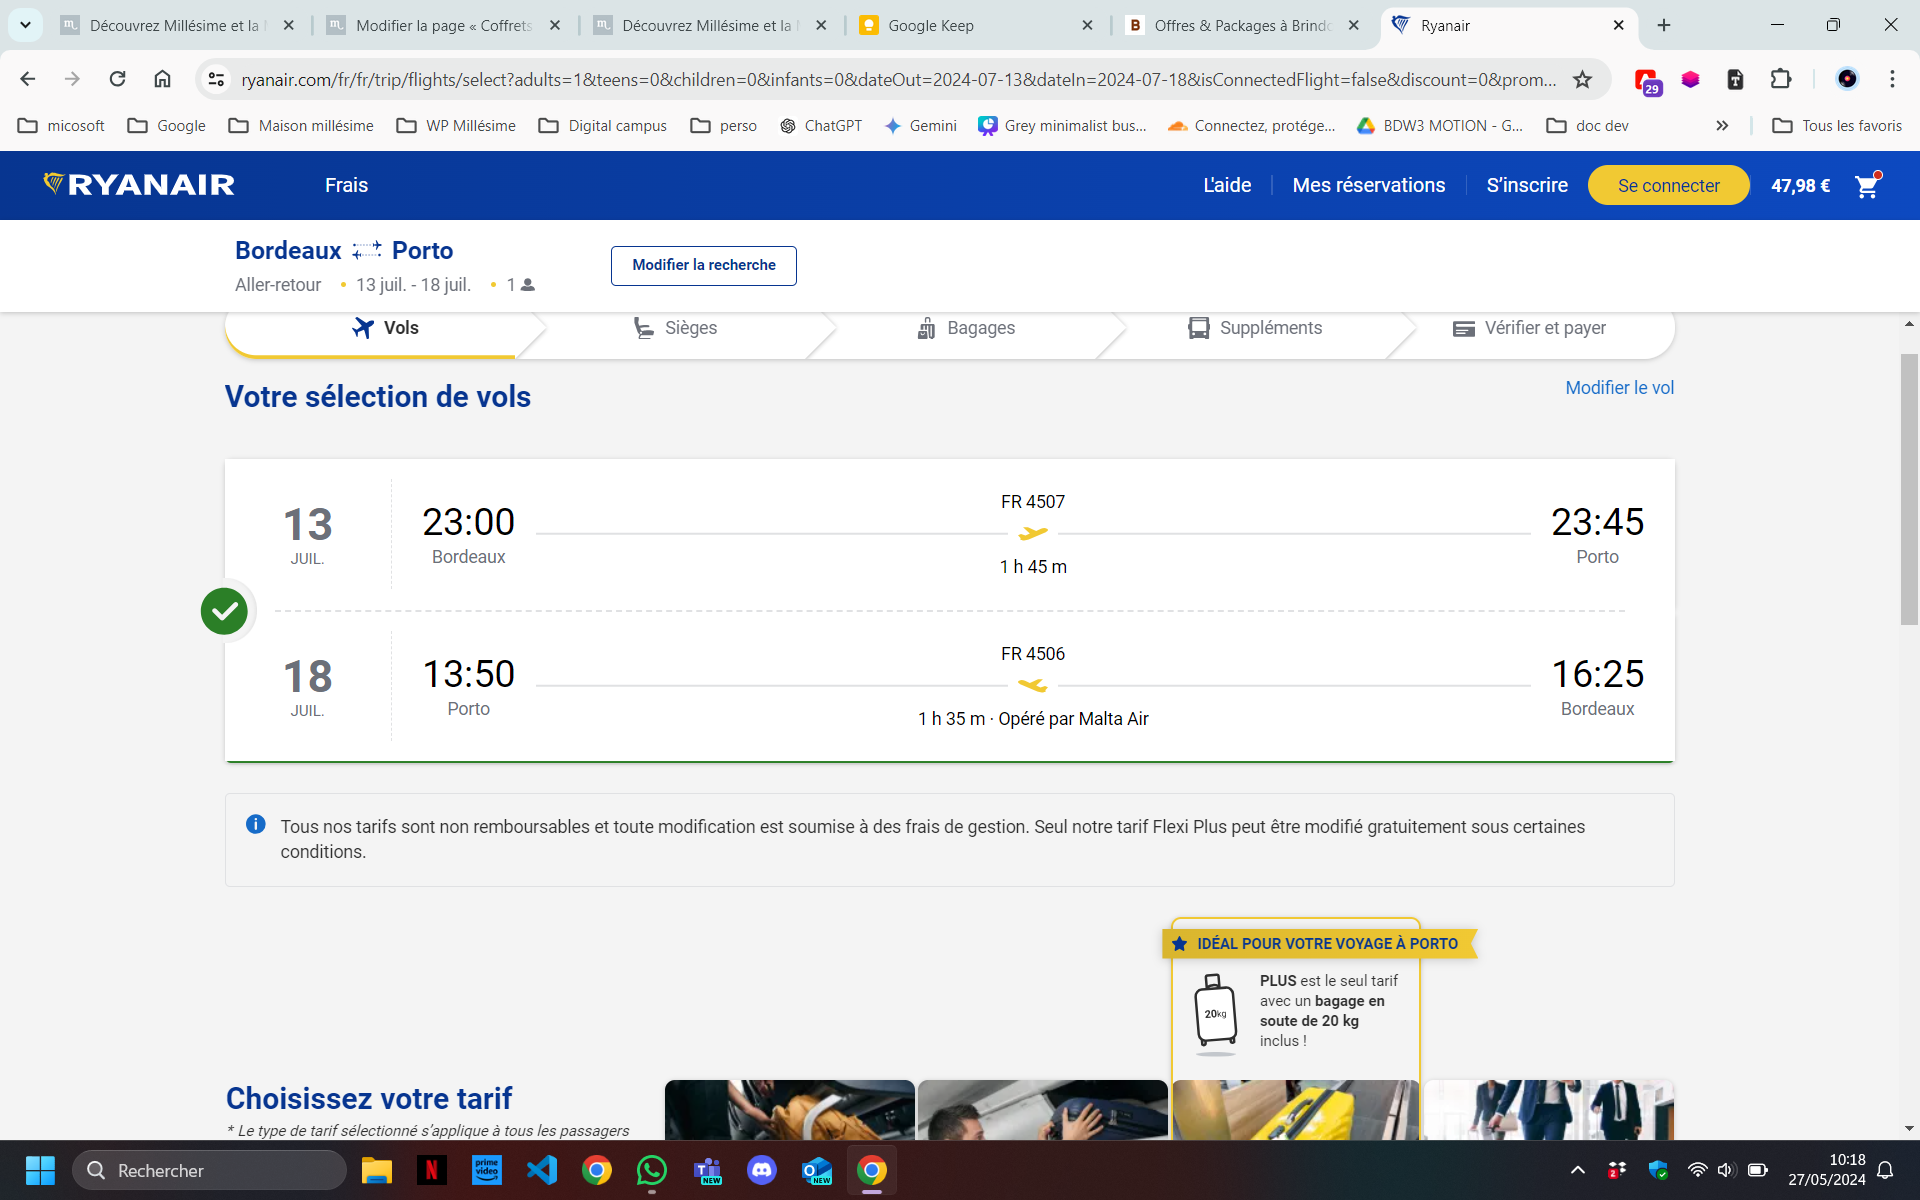 Découvrez Millésime et la M
Modifier la page « Coffrets
Découvrez Millésime et la M
Google Keep
Offres & Packages à Brindo
Ryanair
ryanair.com/fr/fr/trip/flights/select?adults=1&teens=0&children=0&infants=0&dateOut=2024-07-13&dateIn=2024-07-18&isConnectedFlight=false&discount=0&prom...
29
micosoft
Google
Maison millésime
WP Millésime
Digital campus
perso
ChatGPT
Gemini
Grey minimalist bus...
Connectez, protége...
BDW3 MOTION - G...
doc dev
Tous les favoris
RYANAIR
Frais
L'aide
Mes réservations
S'inscrire
Se connecter
47,98 €
Bordeaux Porto
Aller-retour • 13 juil. - 18 juil. • 1
Modifier la recherche
Vols
Sièges
Bagages
Suppléments
Vérifier et payer
Votre sélection de vols
Modifier le vol
13
JUIL.
23:00
Bordeaux
FR 4507
1 h 45 m
23:45
Porto
18
JUIL.
13:50
Porto
FR 4506
1 h 35 m · Opéré par Malta Air
16:25
Bordeaux
Tous nos tarifs sont non remboursables et toute modification est soumise à des frais de gestion. Seul notre tarif Flexi Plus peut être modifié gratuitement sous certaines
conditions.
IDÉAL POUR VOTRE VOYAGE À PORTO
20kg
PLUS est le seul tarif
avec un bagage en
soute de 20 kg
inclus !
Choisissez votre tarif
* Le type de tarif sélectionné s'applique à tous les passagers
Rechercher
prime video
NEW
NEW
2
10:18
27/05/2024